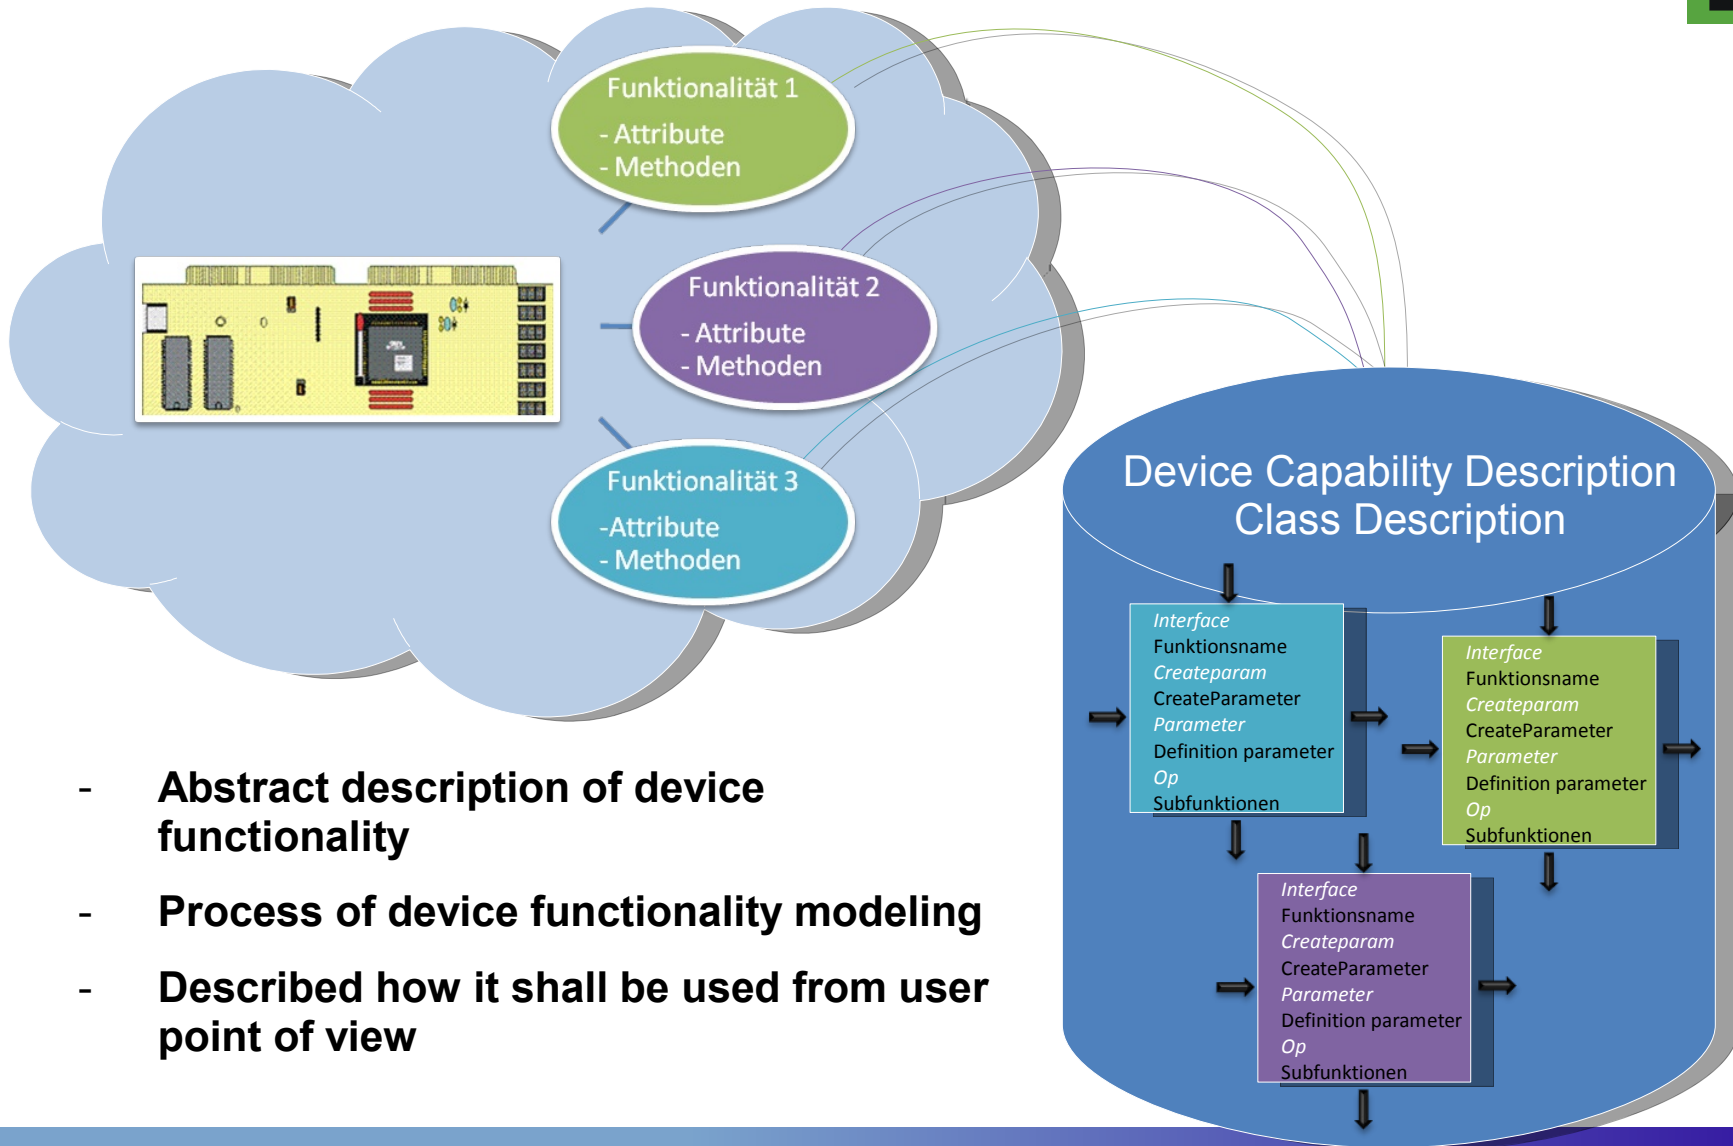 Funktionalität 1
- Attribute
- Methoden
Funktionalität 2
- Attribute
- Methoden
Funktionalität 3
-Attribute
- Methoden
Device Capability Description
Class Description
Interface
Funktionsname
Createparam
CreateParameter
Parameter
Definition parameter
Op
Subfunktionen
Interface
Funktionsname
Createparam
CreateParameter
Parameter
Definition parameter
Op
Subfunktionen
Interface
Funktionsname
Createparam
CreateParameter
Parameter
Definition parameter
Op
Subfunktionen
- Abstract description of device
functionality
- Process of device functionality modeling
- Described how it shall be used from user
point of view